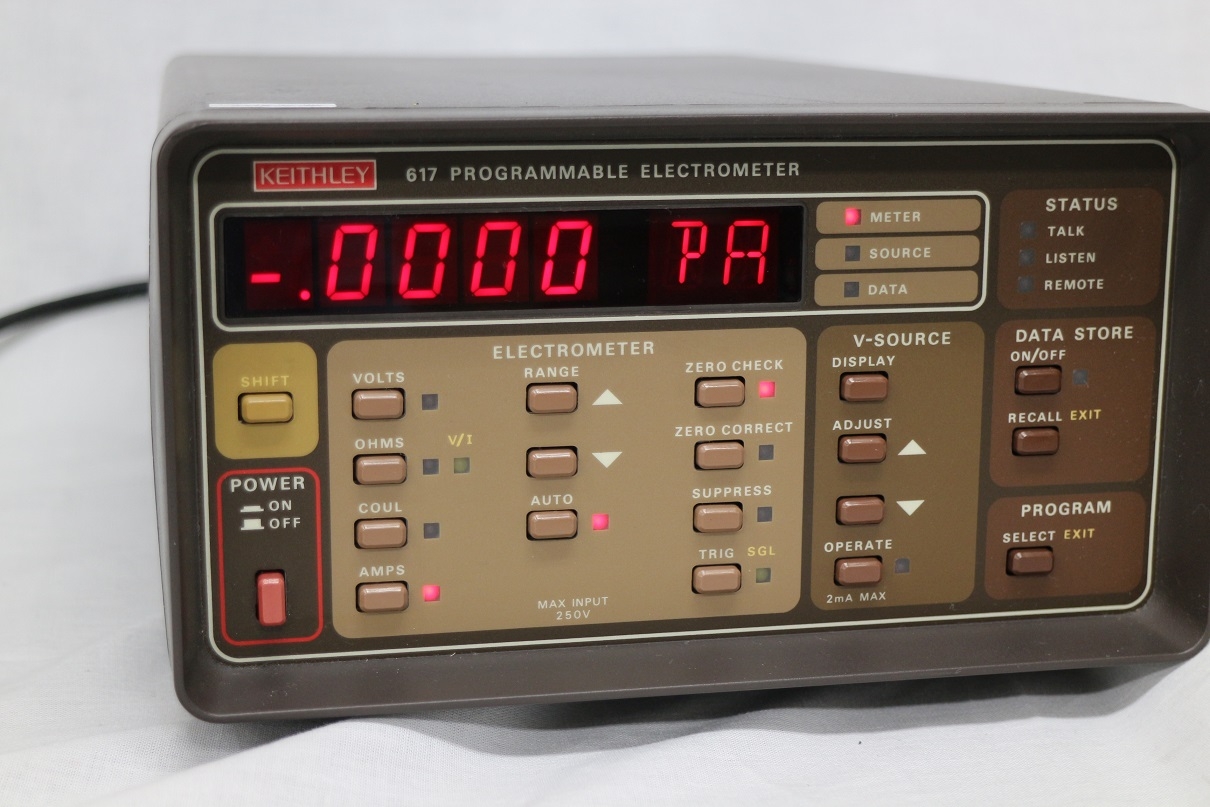 KEITHLEY 617 PROGRAMMABLE ELECTROMETER
-.0000 PA
METER
SOURCE
DATA
STATUS
TALK
LISTEN
REMOTE
SHIFT
POWER
ON
OFF
ELECTROMETER
VOLTS
OHMS V/I
COUL
AMPS
RANGE
AUTO
MAX INPUT
250V
ZERO CHECK
ZERO CORRECT
SUPPRESS
TRIG SGL
V-SOURCE
DISPLAY
ADJUST
OPERATE
2mA MAX
DATA STORE
ON/OFF
RECALL EXIT
PROGRAM
SELECT EXIT